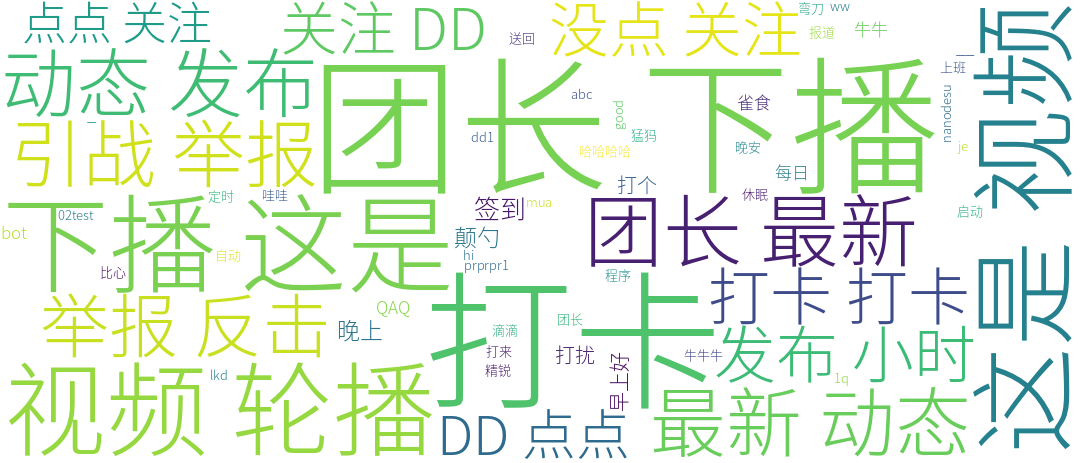 点点 关注
关注 DD
没点 关注
弯刀
ww
报道
牛牛
送回
动态 发布
团长 下播
上班
一
abc
雀食
poog
dd1
猛犸
nanodesu
引战 举报
一
哈哈哈哈
晚安
je
每日
打个
休眠
定时
哇哇
签到
mua
下播 这是
02test
团长 最新
启动
bot
颠勺
自动
hi
prprpr1
比心
程序
打卡
打卡 打卡
举报 反击
QAQ
晚上
滴滴
团长
打来
打扰
牛牛牛
发布 小时
精锐
早上好
视频 轮播
lkd
1q
DD 点点
最新 动态
这是 视频